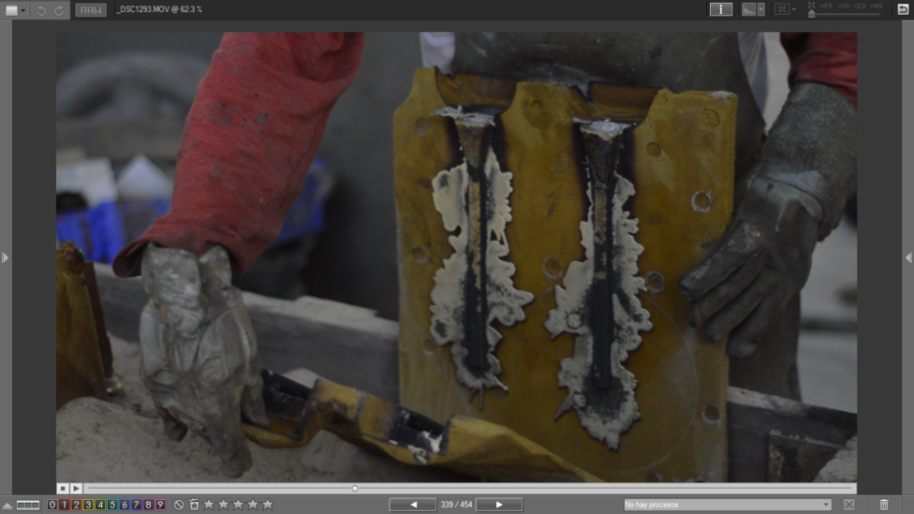 RAW
_DSC1293.MOV @ 62.3 %
0 1 2 3 4 5 6 7 8 9
339 / 454
No hay procesos